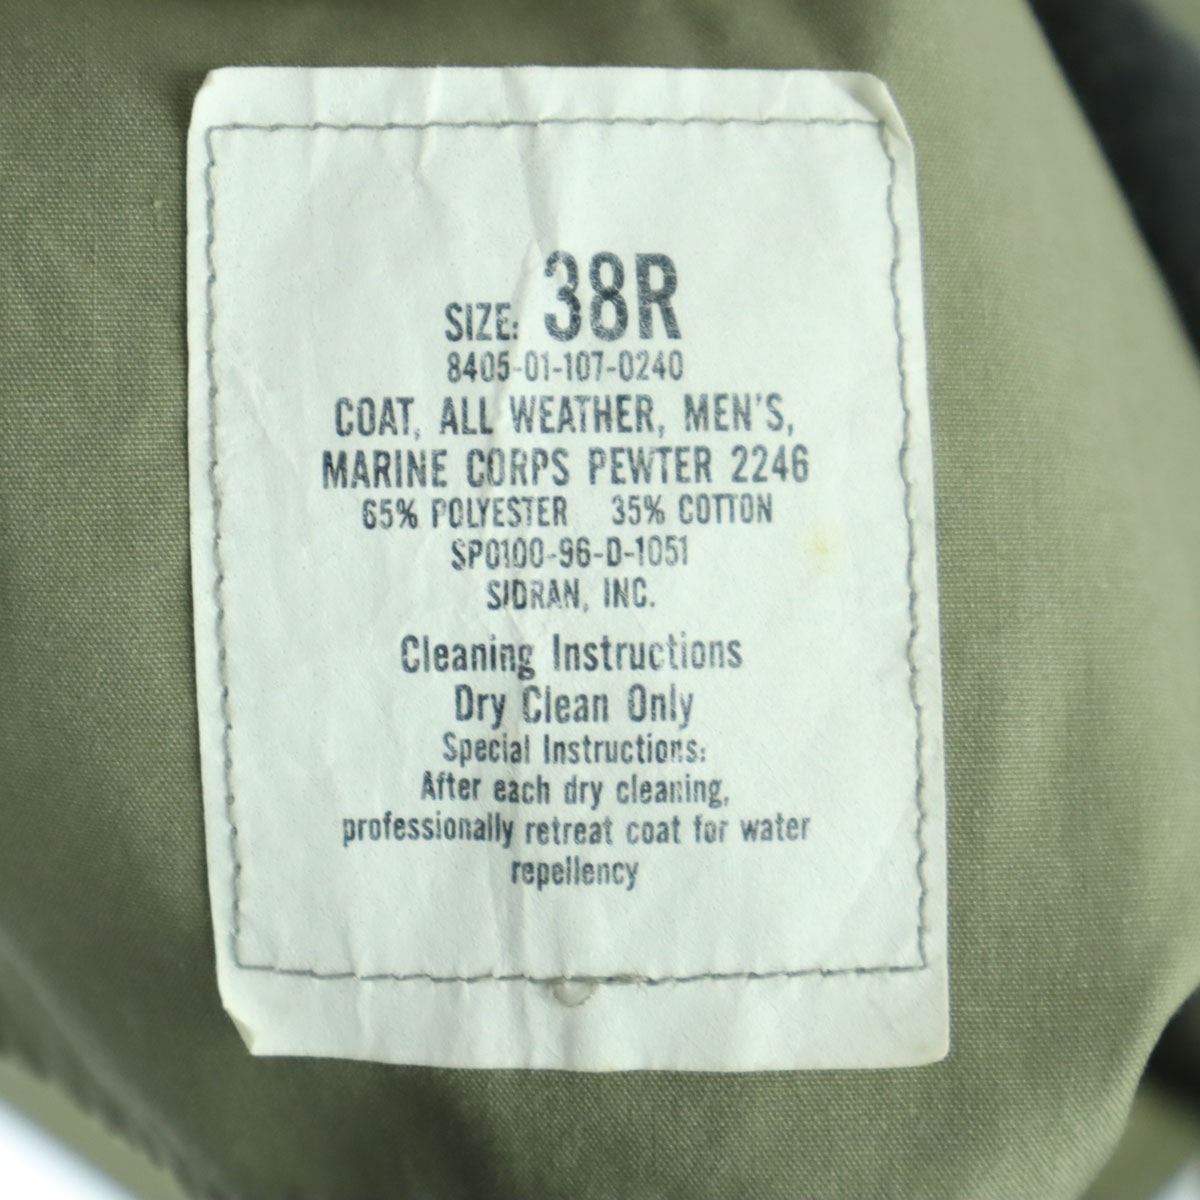 SIZE: 38R
8405-01-107-0240
COAT, ALL WEATHER, MEN'S,
MARINE CORPS PEWTER 2246
65% POLYESTER 35% COTTON
SP0100-96-D-1051
SIDRAN, INC.
Cleaning Instructions
Dry Clean Only
Special Instructions:
After each dry cleaning,
professionally retreat coat for water
repellency